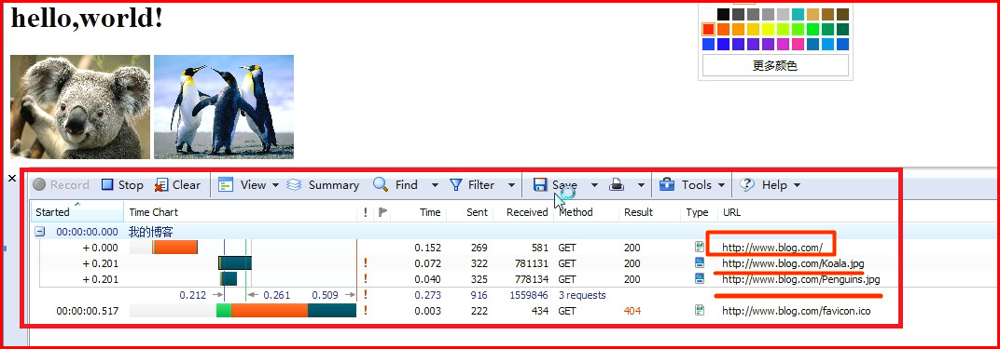 hello,world!
更多颜色
Record Stop Clear View Summary Find Filter Save Tools Help
Started Time Chart ! Time Sent Received Method Result Type URL
00:00:00.000 我的博客
+ 0.000 0.152 269 581 GET 200 http://www.blog.com/
+ 0.201 ! 0.072 322 781131 GET 200 http://www.blog.com/Koala.jpg
+ 0.201 ! 0.040 325 778134 GET 200 http://www.blog.com/Penguins.jpg
0.212 0.261 0.509 ! 0.273 916 1559846 3 requests
00:00:00.517 ! 0.003 222 434 GET 404 http://www.blog.com/favicon.ico